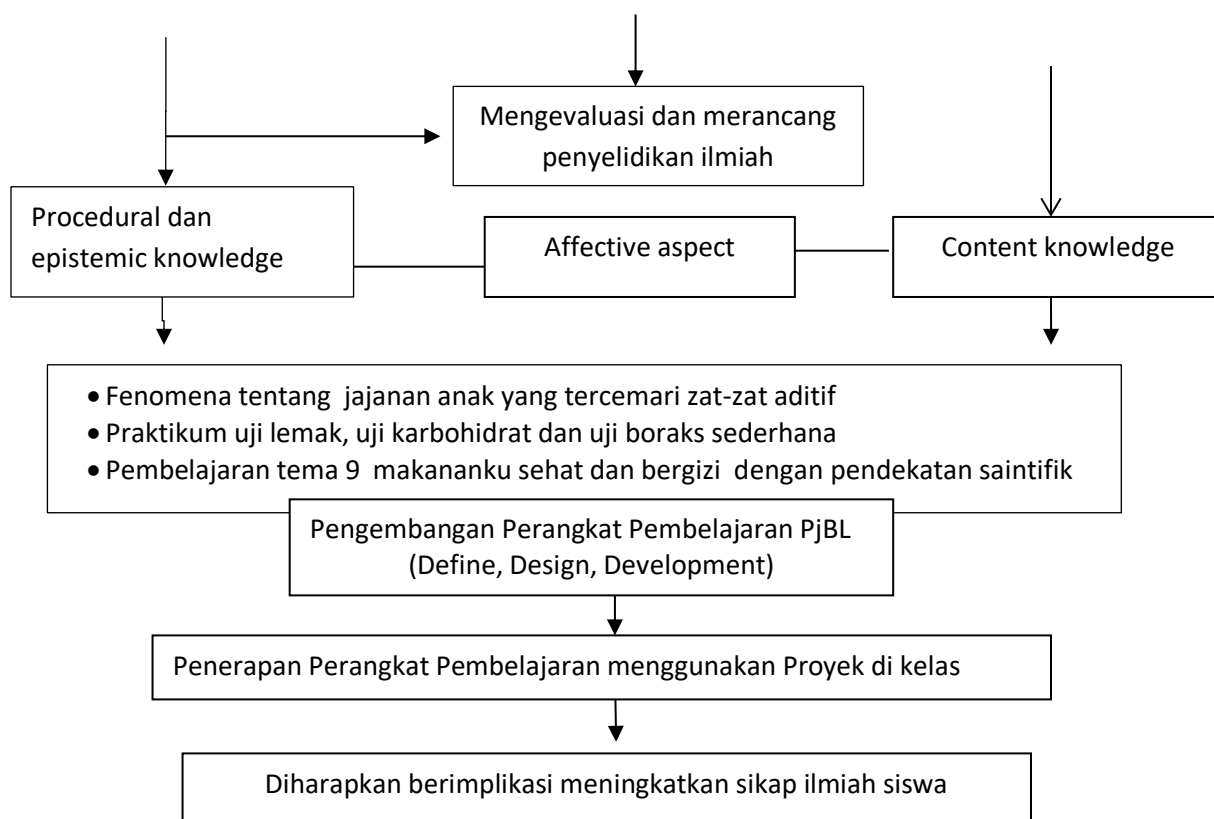 Mengevaluasi dan merancang
penyelidikan ilmiah
Procedural dan
epistemic knowledge
Affective aspect
Content knowledge
• Fenomena tentang jajanan anak yang tercemari zat-zat aditif
• Praktikum uji lemak, uji karbohidrat dan uji boraks sederhana
• Pembelajaran tema 9 makananku sehat dan bergizi dengan pendekatan saintifik
Pengembangan Perangkat Pembelajaran PjBL
(Define, Design, Development)
Penerapan Perangkat Pembelajaran menggunakan Proyek di kelas
Diharapkan berimplikasi meningkatkan sikap ilmiah siswa